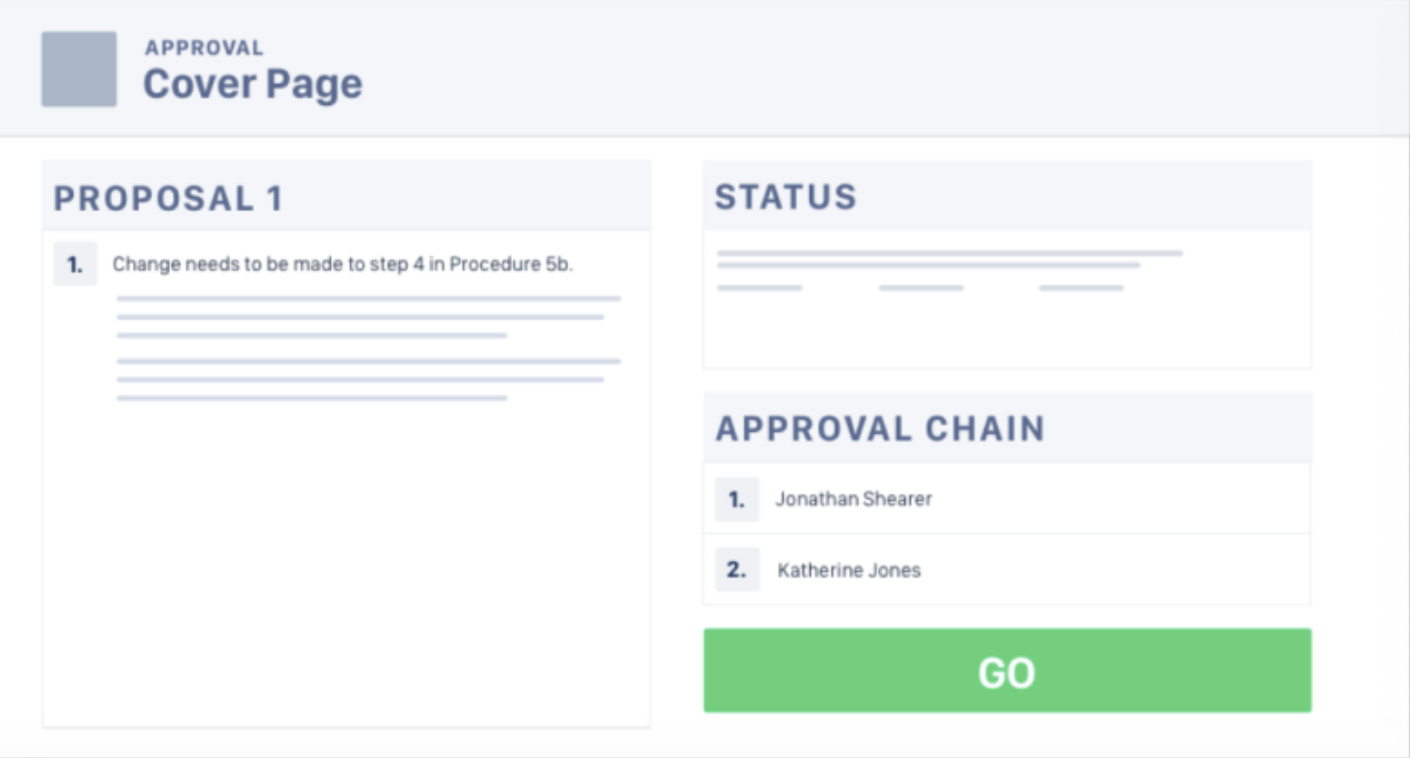 APPROVAL
Cover Page
PROPOSAL 1
1. Change needs to be made to step 4 in Procedure 5b.
STATUS
APPROVAL CHAIN
1. Jonathan Shearer
2. Katherine Jones
GO